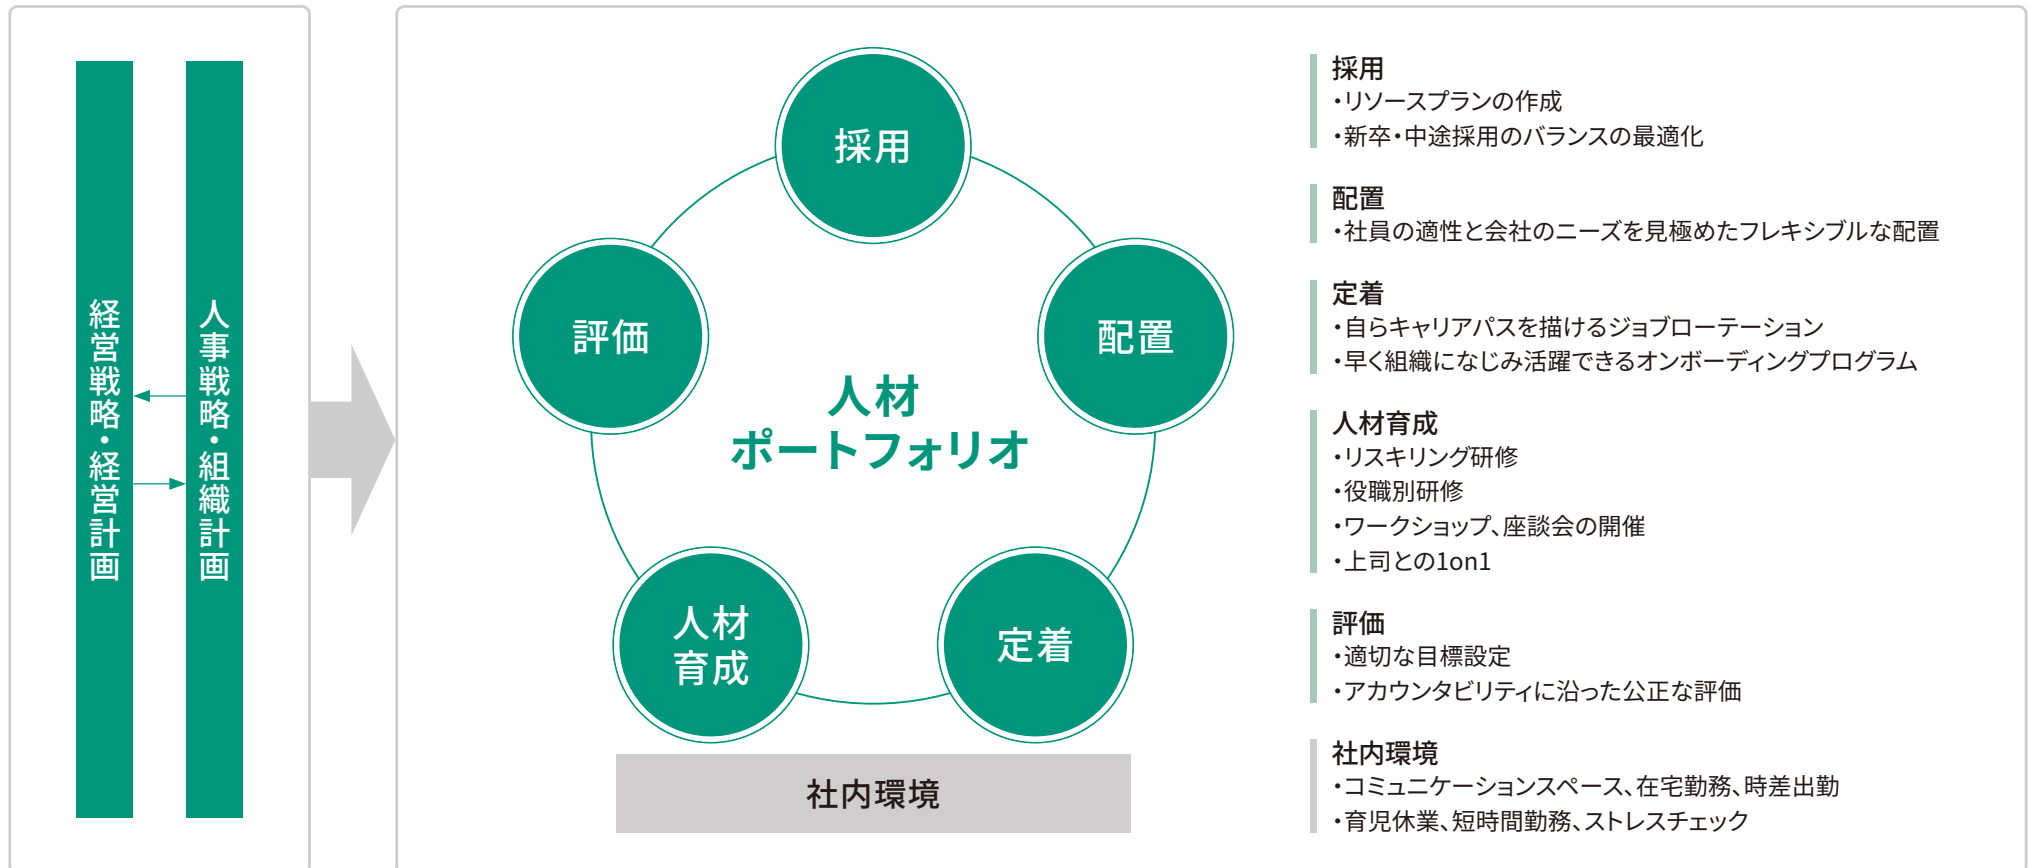 経営戦略・経営計画
人事戦略・組織計画
採用
配置
定着
人材
育成
評価
人材
ポートフォリオ
社内環境
採用
・リソースプランの作成
・新卒・中途採用のバランスの最適化
配置
・社員の適性と会社のニーズを見極めたフレキシブルな配置
定着
・自らキャリアパスを描けるジョブローテーション
・早く組織になじみ活躍できるオンボーディングプログラム
人材育成
・リスキリング研修
・役職別研修
・ワークショップ、座談会の開催
・上司との1on1
評価
・適切な目標設定
・アカウンタビリティに沿った公正な評価
社内環境
・コミュニケーションスペース、在宅勤務、時差出勤
・育児休業、短時間勤務、ストレスチェック